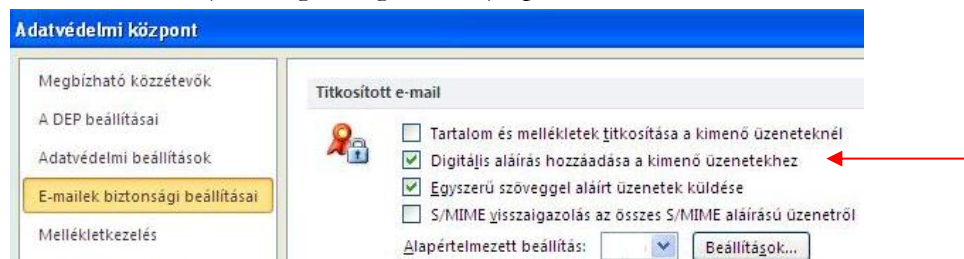 Adatvédelmi központ
Megbízható közzétevők
A DEP beállításai
Adatvédelmi beállítások
E-mailek biztonsági beállításai
Mellékletkezelés
Titkosított e-mail
Tartalom és mellékletek titkosítása a kimenő üzeneteknél
Digitális aláírás hozzáadása a kimenő üzenetekhez
Egyszerű szöveggel aláírt üzenetek küldése
S/MIME visszaigazolás az összes S/MIME aláírású üzenetről
Alapértelmezett beállítás: Beállítások...